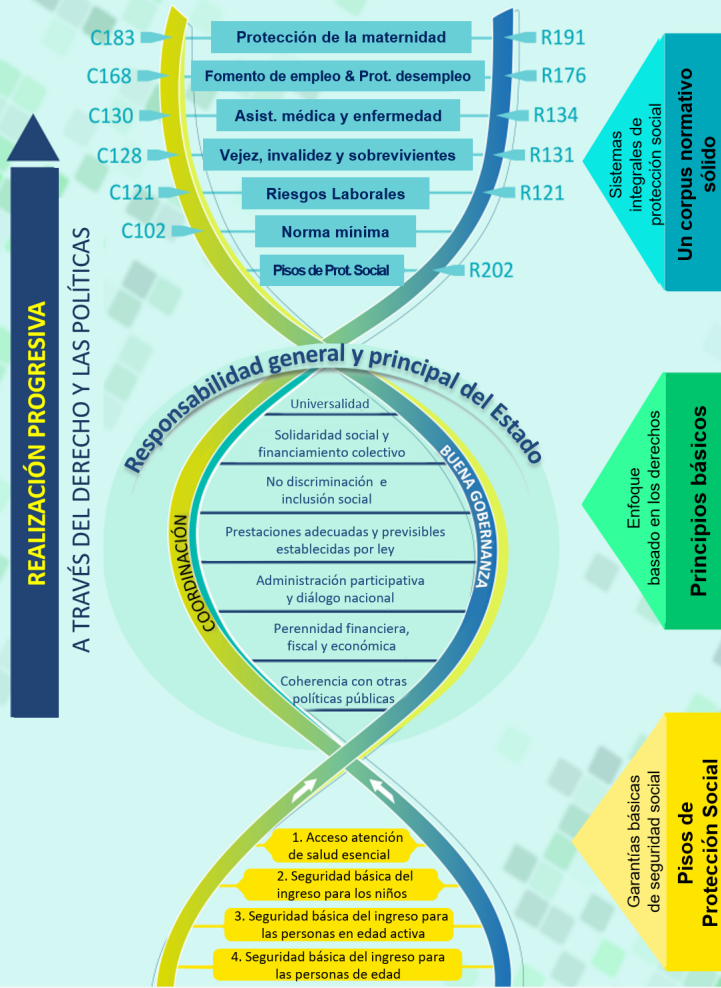 C183 Protección de la maternidad R191
C168 Fomento de empleo & Prot. desempleo R176
C130 Asist. médica y enfermedad R134
C128 Vejez, invalidez y sobrevivientes R131
C121 Riesgos Laborales R121
C102 Norma mínima
Pisos de Prot. Social R202
Sistemas
integrales de
protección social
Un corpus normativo
sólido
REALIZACIÓN PROGRESIVA
A TRAVÉS DEL DERECHO Y LAS POLÍTICAS
Responsabilidad general y principal del Estado
COORDINACIÓN
BUENA GOBERNANZA
Universalidad
Solidaridad social y
financiamiento colectivo
No discriminación e
inclusión social
Prestaciones adecuadas y previsibles
establecidas por ley
Administración participativa
y diálogo nacional
Perennidad financiera,
fiscal y económica
Coherencia con otras
políticas públicas
Enfoque
basado en los derechos
Principios básicos
1. Acceso atención
de salud esencial
2. Seguridad básica del
ingreso para los niños
3. Seguridad básica del ingreso para
las personas en edad activa
4. Seguridad básica del ingreso para
las personas de edad
Garantías básicas
de seguridad social
Pisos de
Protección Social